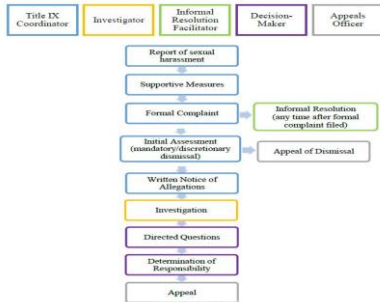 Title IX
Coordinator
Investigator
Informal
Resolution
Facilitator
Decision-
Maker
Appeals
Officer
Report of sexual
harassment
Supportive Measures
Formal Complaint
Informal Resolution
(any time after formal
complaint filed)
Initial Assessment
(mandatory/discretionary
dismissal)
Appeal of Dismissal
Written Notice of
Allegations
Investigation
Directed Questions
Determination of
Responsibility
Appeal